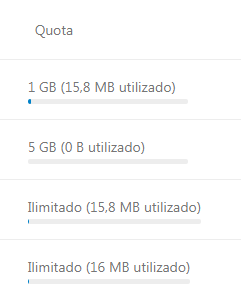 Quota
1 GB (15,8 MB utilizado)
5 GB (0 B utilizado)
Ilimitado (15,8 MB utilizado)
Ilimitado (16 MB utilizado)